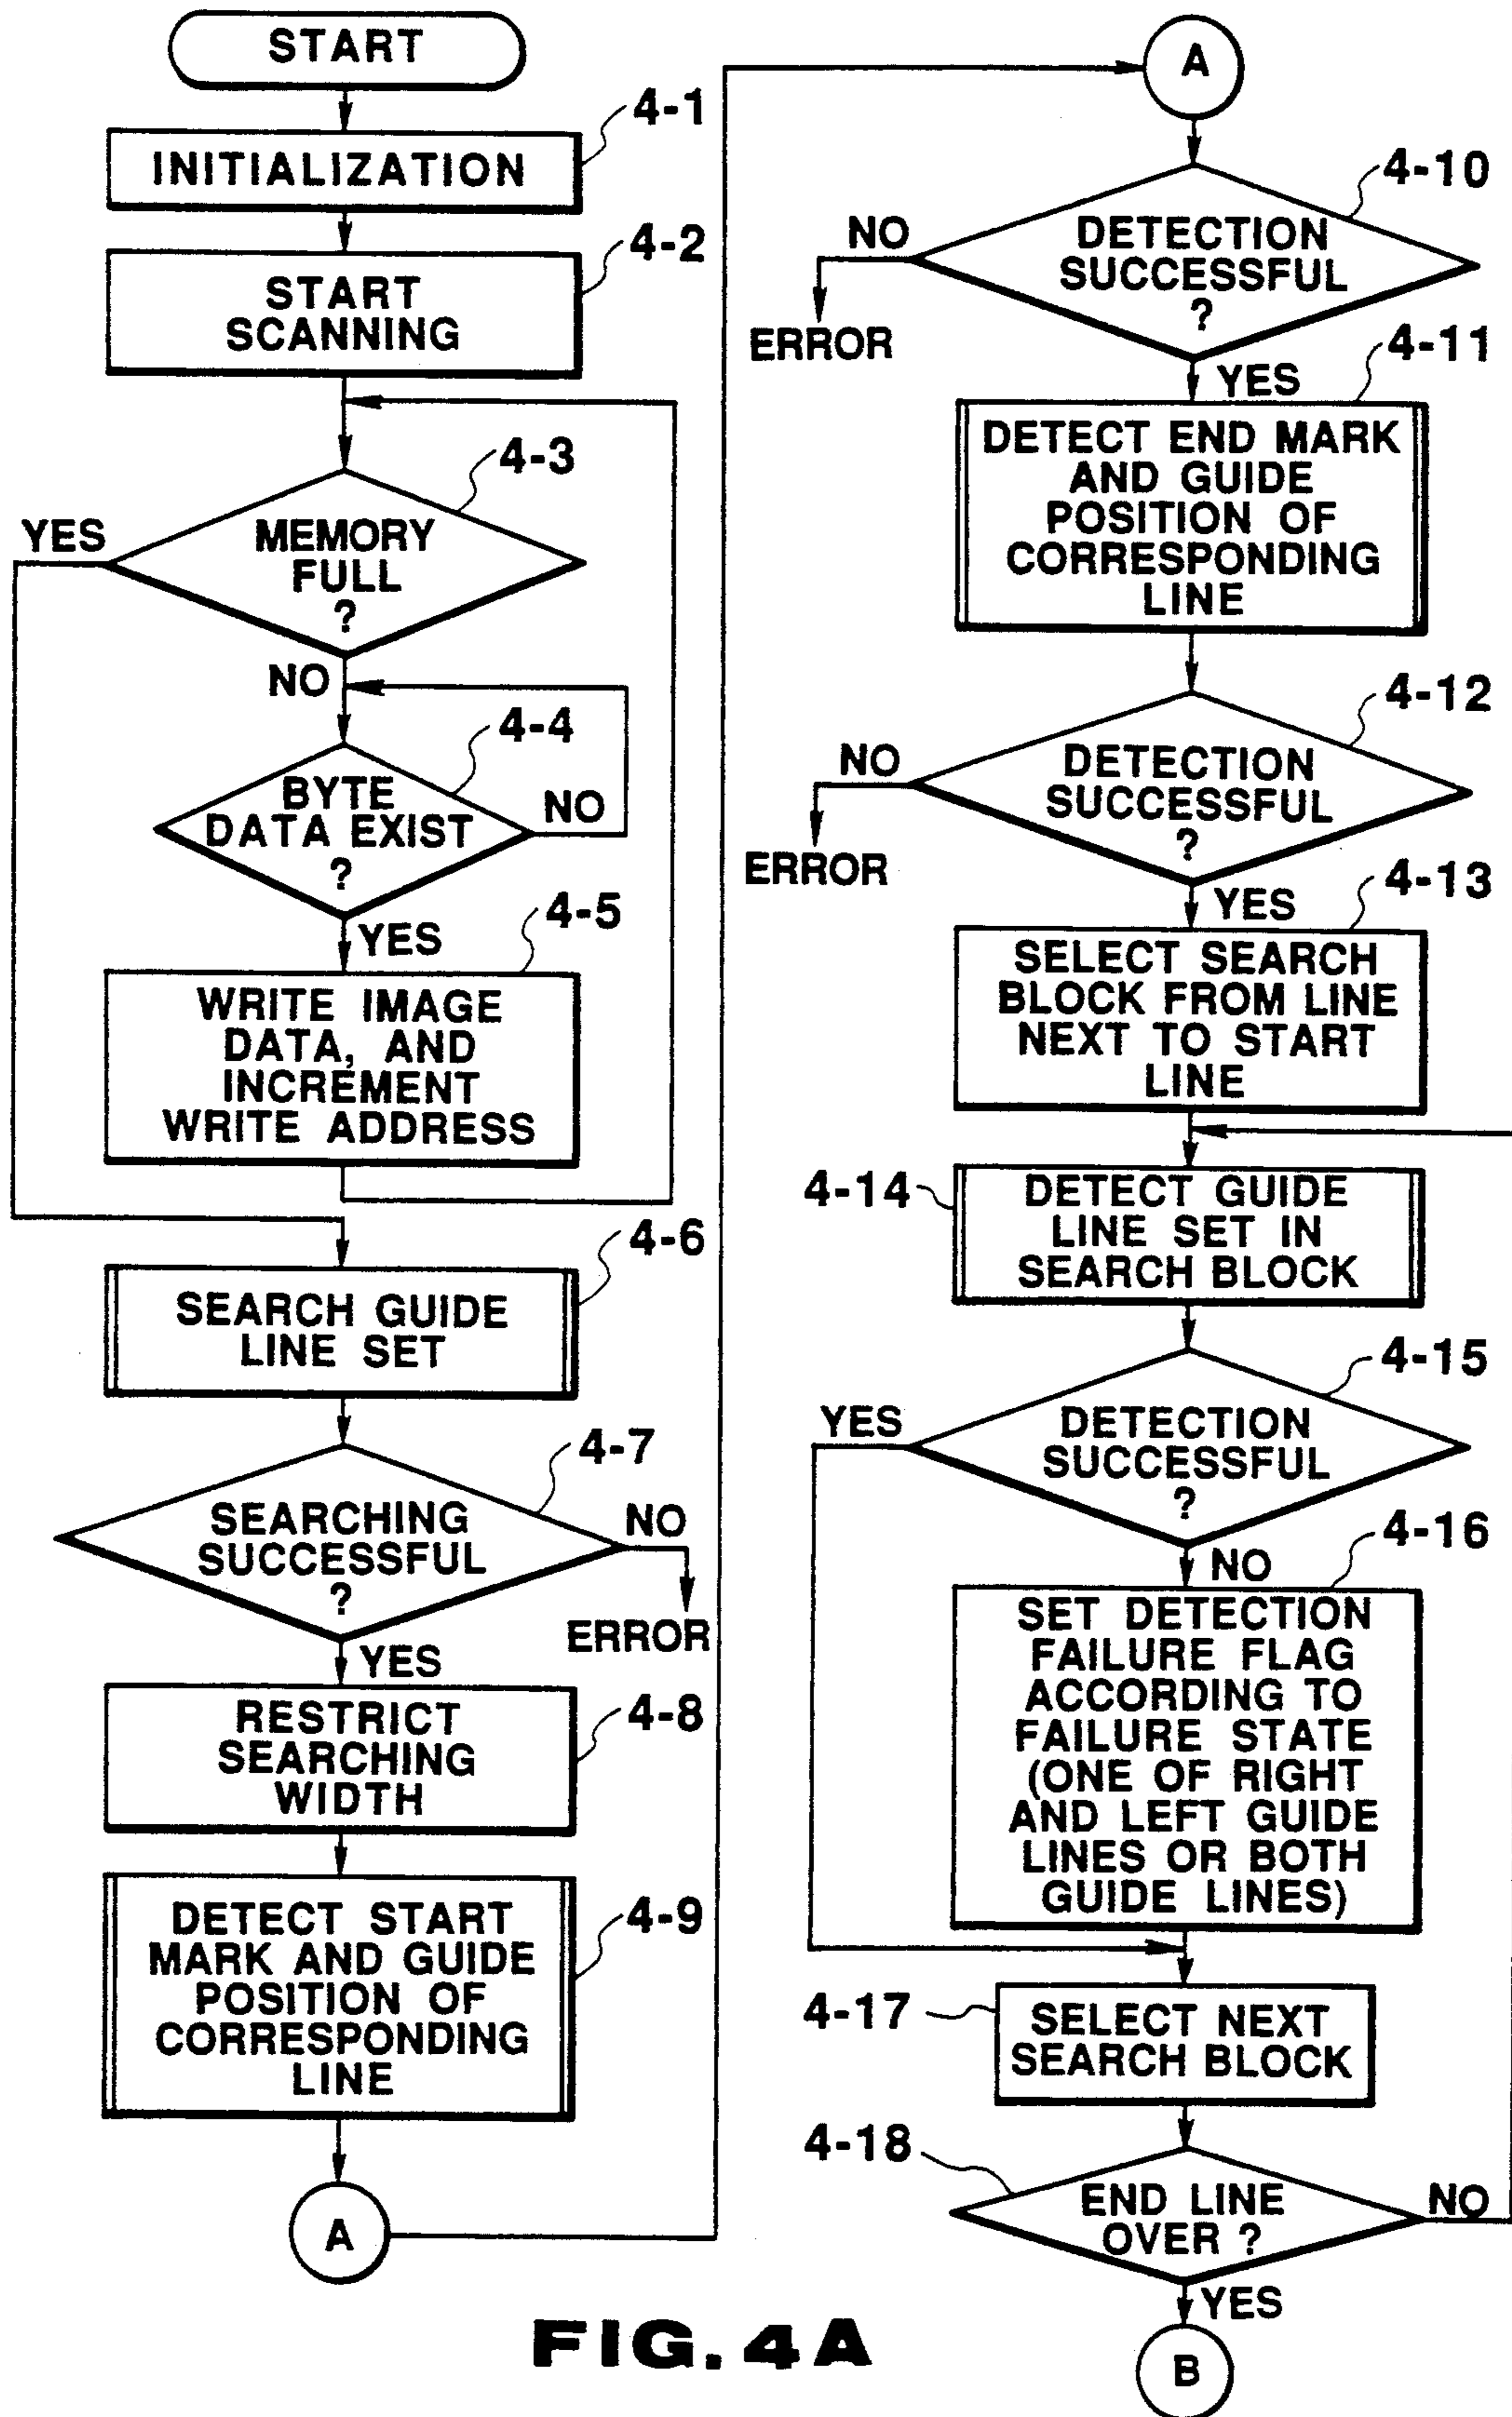 START
4-1
INITIALIZATION
4-2
START
SCANNING
4-3
YES
MEMORY
FULL
?
NO
4-4
BYTE
DATA EXIST
?
NO
4-5
YES
WRITE IMAGE
DATA, AND
INCREMENT
WRITE ADDRESS
4-6
SEARCH GUIDE
LINE SET
4-7
SEARCHING
SUCCESSFUL
?
NO
ERROR
YES
4-8
RESTRICT
SEARCHING
WIDTH
4-9
DETECT START
MARK AND GUIDE
POSITION OF
CORRESPONDING
LINE
A
A
4-10
NO
DETECTION
SUCCESSFUL
?
ERROR
4-11
YES
DETECT END MARK
AND GUIDE
POSITION OF
CORRESPONDING
LINE
4-12
NO
DETECTION
SUCCESSFUL
?
ERROR
4-13
YES
SELECT SEARCH
BLOCK FROM LINE
NEXT TO START
LINE
4-14
DETECT GUIDE
LINE SET IN
SEARCH BLOCK
4-15
YES
DETECTION
SUCCESSFUL
?
4-16
NO
SET DETECTION
FAILURE FLAG
ACCORDING TO
FAILURE STATE
(ONE OF RIGHT
AND LEFT GUIDE
LINES OR BOTH
GUIDE LINES)
4-17
SELECT NEXT
SEARCH BLOCK
4-18
END LINE
OVER ?
NO
YES
B
FIG. 4A